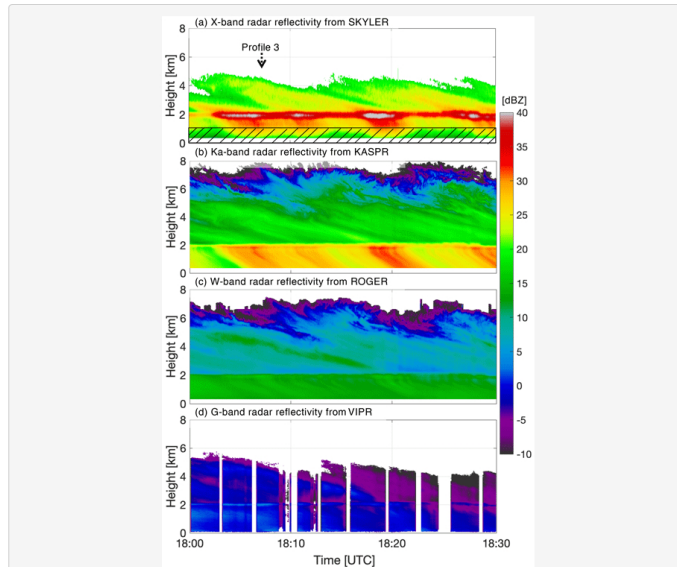 (a) X-band radar reflectivity from SKYLER
8
6
4
2
0
Height [km]
Profile 3
[dBZ]
40
35
30
25
20
15
10
5
0
-5
-10
(b) Ka-band radar reflectivity from KASPR
8
6
4
2
0
Height [km]
(c) W-band radar reflectivity from ROGER
8
6
4
2
0
Height [km]
(d) G-band radar reflectivity from VIPR
8
6
4
2
0
Height [km]
18:00 18:10 18:20 18:30
Time [UTC]